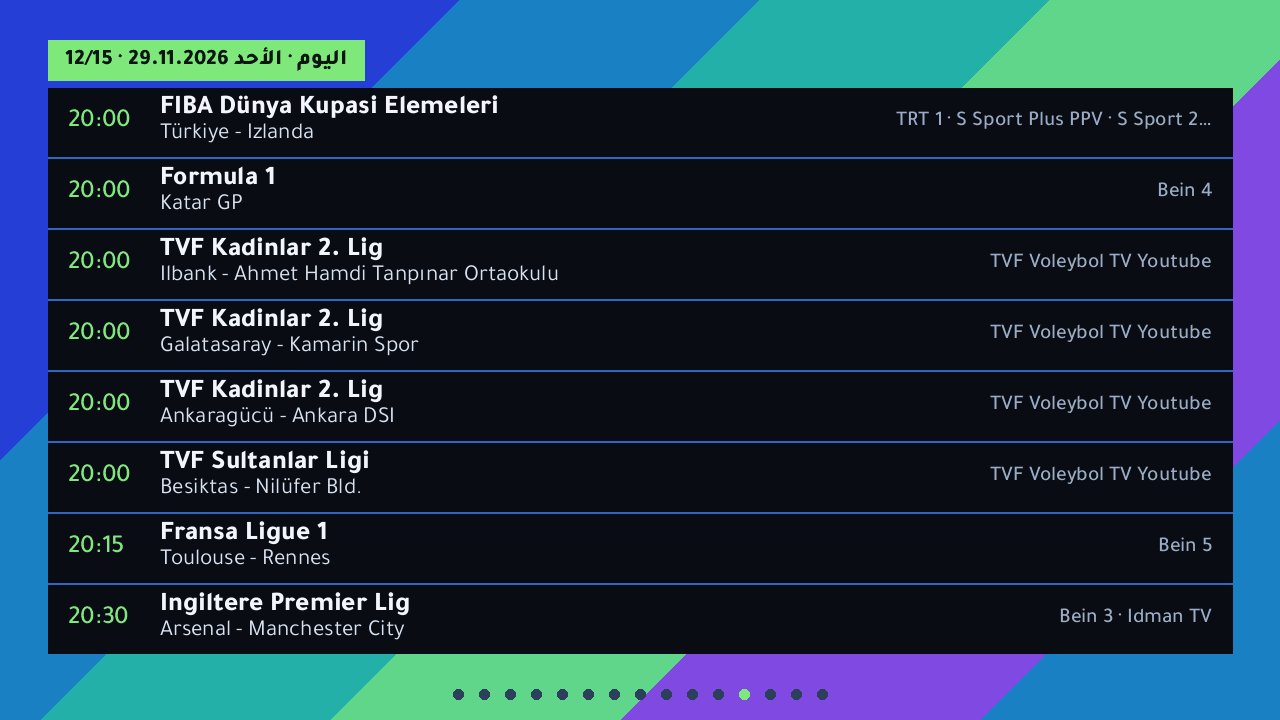 اليوم · الأحد 29.11.2026 · 12/15
20:00 FIBA Dünya Kupasi Elemeleri TRT 1 · S Sport Plus PPV · S Sport 2...
Türkiye - Izlanda
20:00 Formula 1 Bein 4
Katar GP
20:00 TVF Kadinlar 2. Lig TVF Voleybol TV Youtube
Ilbank - Ahmet Hamdi Tanpınar Ortaokulu
20:00 TVF Kadinlar 2. Lig TVF Voleybol TV Youtube
Galatasaray - Kamarin Spor
20:00 TVF Kadinlar 2. Lig TVF Voleybol TV Youtube
Ankaragücü - Ankara DSI
20:00 TVF Sultanlar Ligi TVF Voleybol TV Youtube
Besiktas - Nilüfer Bld.
20:15 Fransa Ligue 1 Bein 5
Toulouse - Rennes
20:30 Ingiltere Premier Lig Bein 3 · Idman TV
Arsenal - Manchester City